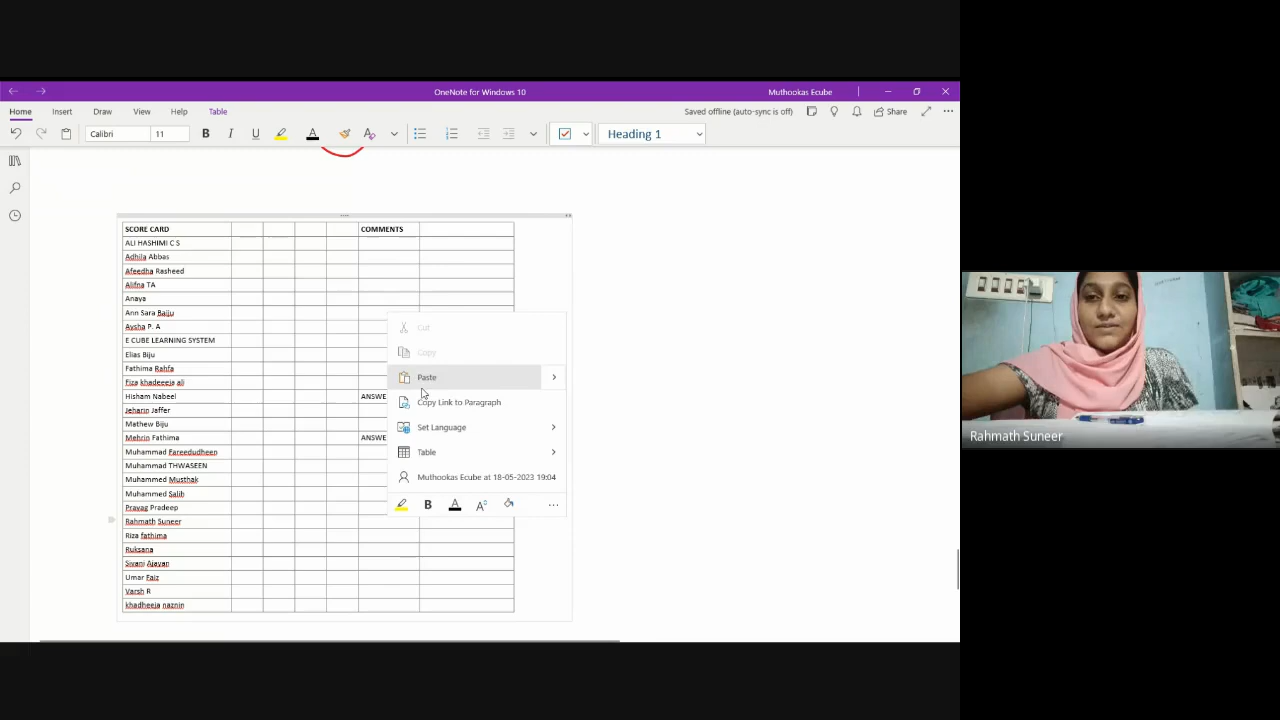 OneNote for Windows 10
Muthookas Ecube
Home
Insert
Draw
View
Help
Table
Saved offline (auto-sync is off)
Share
Calibri
11
Heading 1
SCORE CARD
COMMENTS
ALI HASHIMI C S
Adhila Abbas
Afeedha Rasheed
Alifna TA
Anaya
Ann Sara Baiju
Aysha P. A
E CUBE LEARNING SYSTEM
Elias Biju
Fathima Rahfa
Fiza khadeeeja ali
Hisham Nabeel ANSWE
Jeharin Jaffer
Mathew Biju
Mehrin Fathima ANSWE
Muhammad Fareedudheen
Muhammad THWASEEN
Muhammed Musthak
Muhammed Salih
Prayag Pradeep
Rahmath Suneer
Riza fathima
Ruksana
Sivani Ajayan
Umar Faiz
Varsh R
khadheeja naznin
Cut
Copy
Paste
Copy Link to Paragraph
Set Language
Table
Muthookas Ecube at 18-05-2023 19:04
Rahmath Suneer